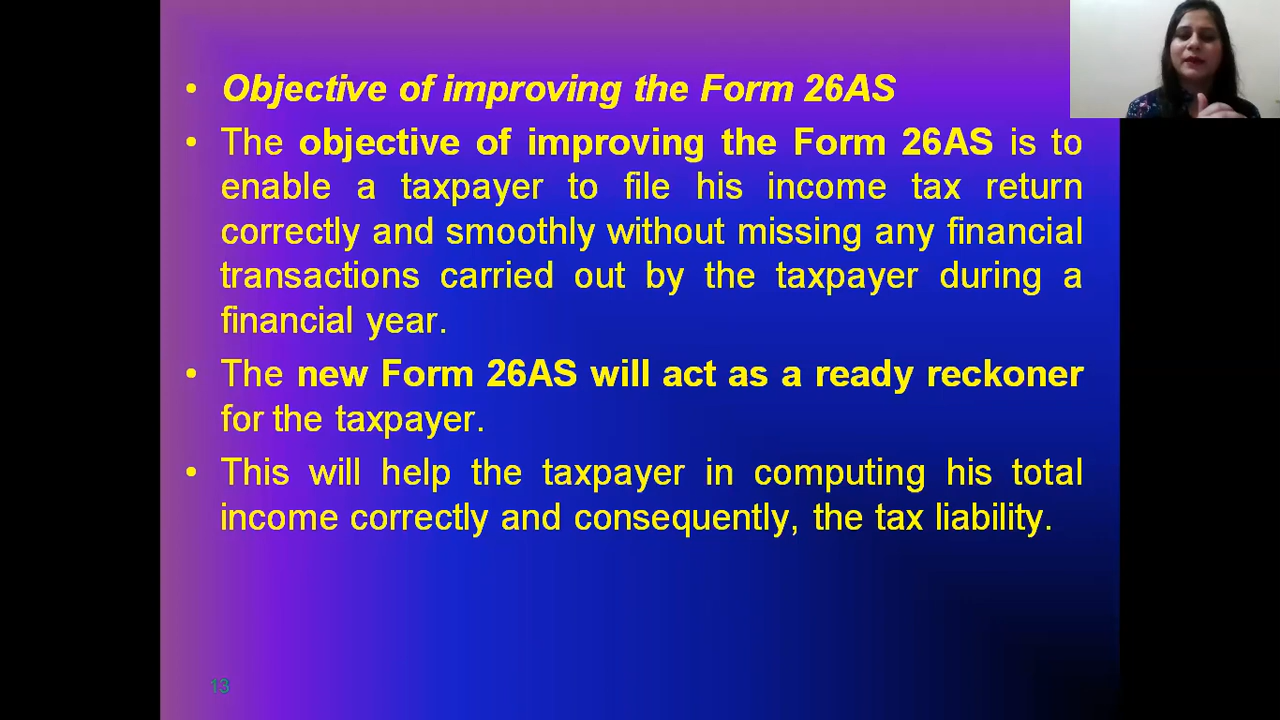 • Objective of improving the Form 26AS
• The objective of improving the Form 26AS is to
enable a taxpayer to file his income tax return
correctly and smoothly without missing any financial
transactions carried out by the taxpayer during a
financial year.
• The new Form 26AS will act as a ready reckoner
for the taxpayer.
• This will help the taxpayer in computing his total
income correctly and consequently, the tax liability.
13